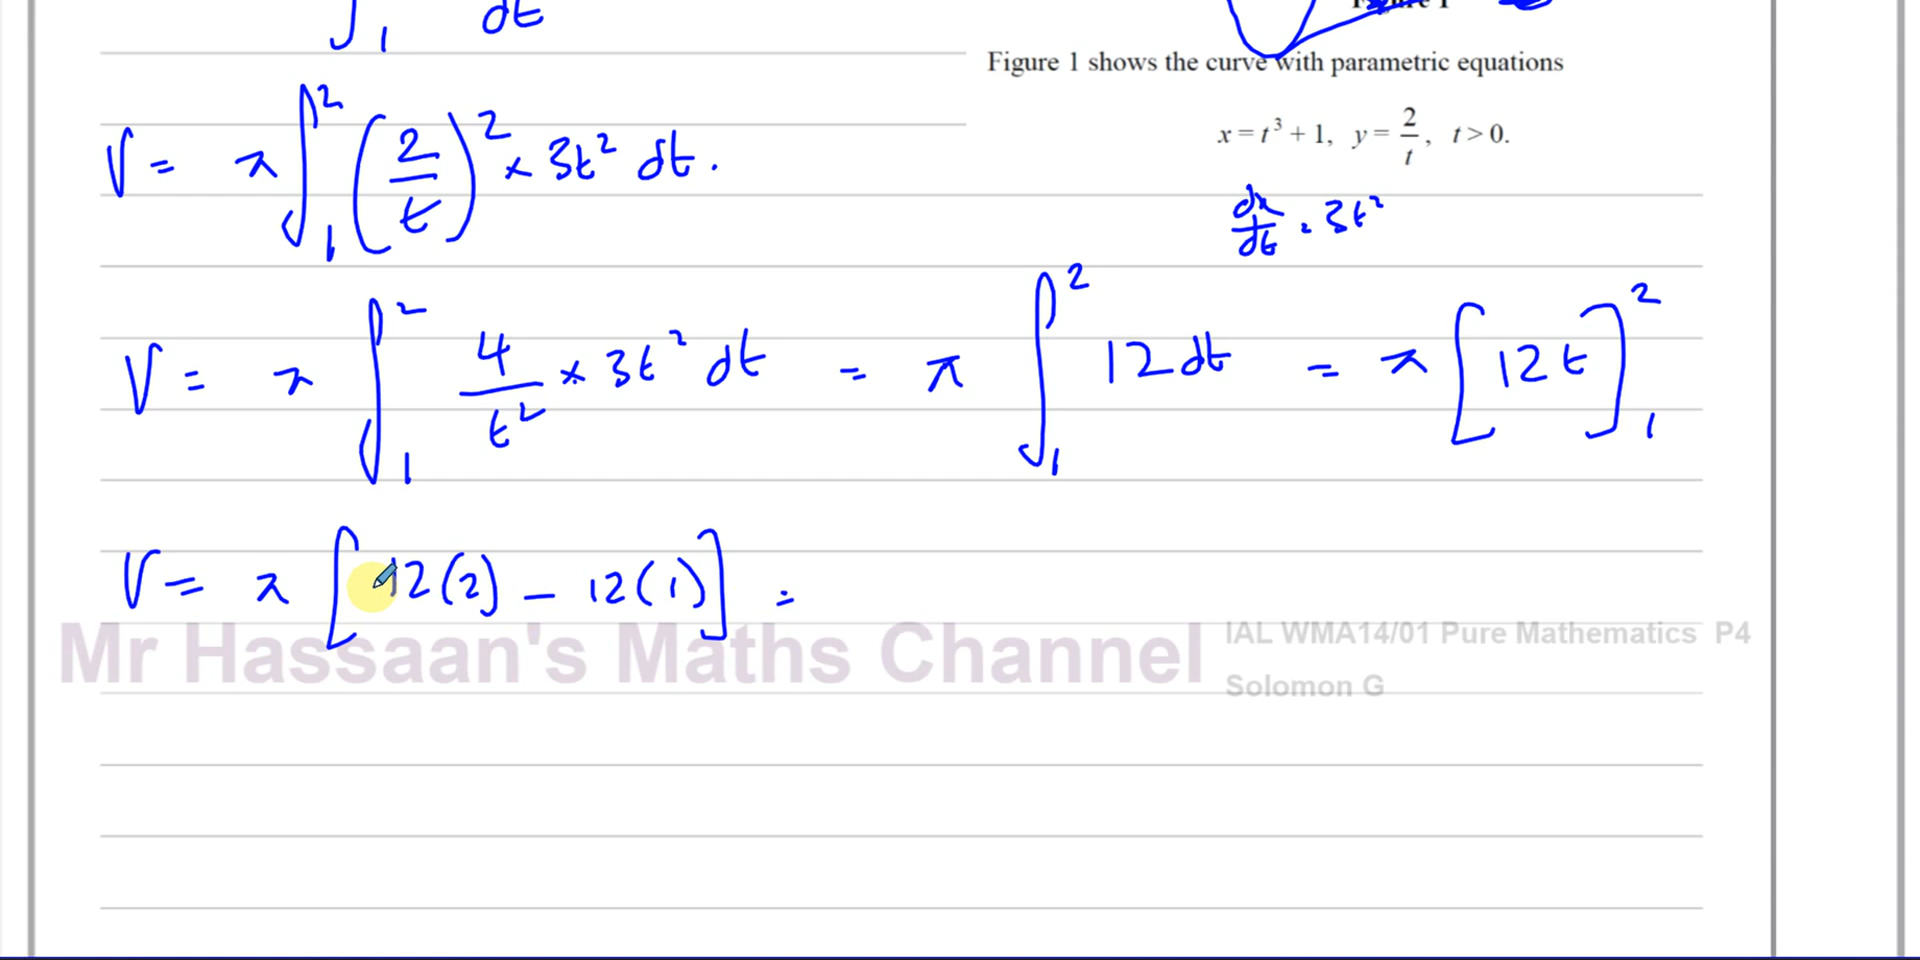 ∫₁ dt
Figure 1 shows the curve with parametric equations
x = t³ + 1, y = 2/t, t > 0.
V = π ∫₁² (2/t)² × 3t² dt.
dx/dt = 3t²
V = π ∫₁² 4/t² × 3t² dt = π ∫₁² 12 dt = π [12t]₁²
V = π [12(2) – 12(1)] =
Mr Hassaan's Maths Channel
IAL WMA14/01 Pure Mathematics P4
Solomon G